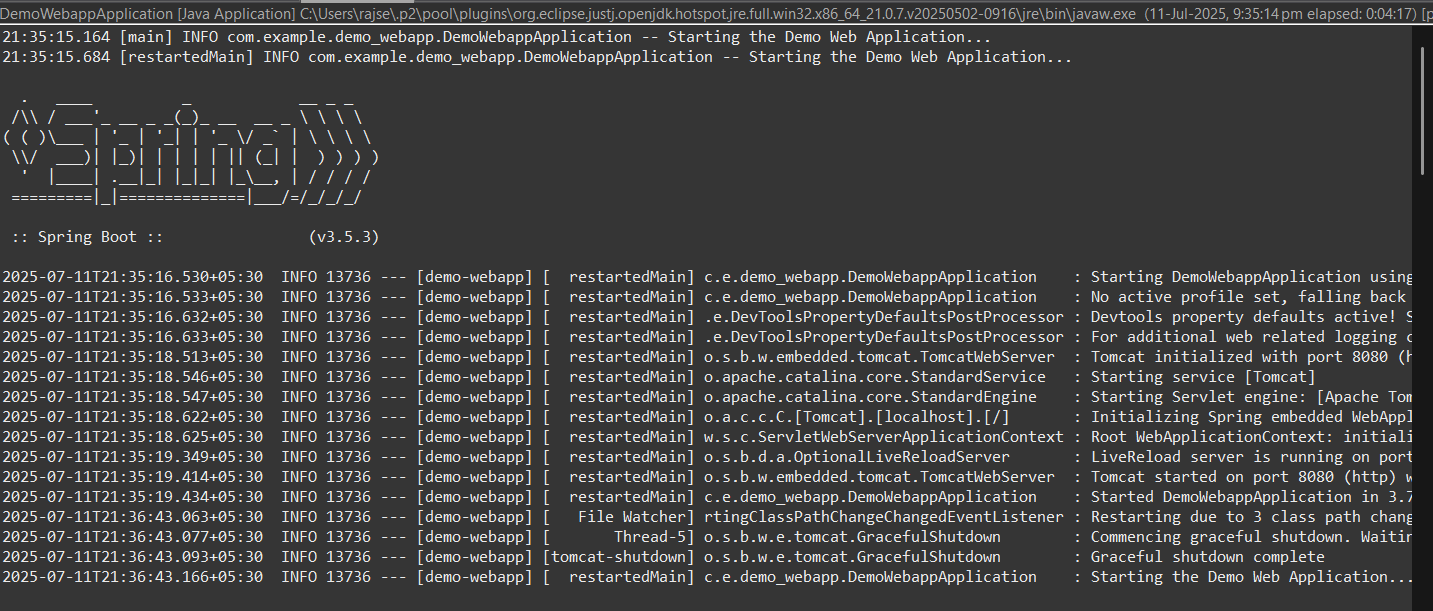 DemoWebappApplication [Java Application] C:\Users\rajse\.p2\pool\plugins\org.eclipse.justj.openjdk.hotspot.jre.full.win32.x86_64_21.0.7.v20250502-0916\jre\bin\javaw.exe (11-Jul-2025, 9:35:14 pm elapsed: 0:04:17) [p
21:35:15.164 [main] INFO com.example.demo_webapp.DemoWebappApplication -- Starting the Demo Web Application...
21:35:15.684 [restartedMain] INFO com.example.demo_webapp.DemoWebappApplication -- Starting the Demo Web Application...
  .   ____          _            __ _ _
 /\\ / ___'_ __ _ _(_)_ __  __ _ \ \ \ \
( ( )\___ | '_ | '_| | '_ \/ _` | \ \ \ \
 \\/  ___)| |_)| | | | | || (_| |  ) ) ) )
  '  |____| .__|_| |_|_| |_\__, | / / / /
 =========|_|==============|___/=/_/_/_/
 :: Spring Boot ::                (v3.5.3)
2025-07-11T21:35:16.530+05:30  INFO 13736 --- [demo-webapp] [  restartedMain] c.e.demo_webapp.DemoWebappApplication    : Starting DemoWebappApplication using
2025-07-11T21:35:16.533+05:30  INFO 13736 --- [demo-webapp] [  restartedMain] c.e.demo_webapp.DemoWebappApplication    : No active profile set, falling back
2025-07-11T21:35:16.632+05:30  INFO 13736 --- [demo-webapp] [  restartedMain] .e.DevToolsPropertyDefaultsPostProcessor : Devtools property defaults active! S
2025-07-11T21:35:16.633+05:30  INFO 13736 --- [demo-webapp] [  restartedMain] .e.DevToolsPropertyDefaultsPostProcessor : For additional web related logging c
2025-07-11T21:35:18.513+05:30  INFO 13736 --- [demo-webapp] [  restartedMain] o.s.b.w.embedded.tomcat.TomcatWebServer  : Tomcat initialized with port 8080 (h
2025-07-11T21:35:18.546+05:30  INFO 13736 --- [demo-webapp] [  restartedMain] o.apache.catalina.core.StandardService   : Starting service [Tomcat]
2025-07-11T21:35:18.547+05:30  INFO 13736 --- [demo-webapp] [  restartedMain] o.apache.catalina.core.StandardEngine    : Starting Servlet engine: [Apache Tom
2025-07-11T21:35:18.622+05:30  INFO 13736 --- [demo-webapp] [  restartedMain] o.a.c.c.C.[Tomcat].[localhost].[/]       : Initializing Spring embedded WebAppl
2025-07-11T21:35:18.625+05:30  INFO 13736 --- [demo-webapp] [  restartedMain] w.s.c.ServletWebServerApplicationContext : Root WebApplicationContext: initiali
2025-07-11T21:35:19.349+05:30  INFO 13736 --- [demo-webapp] [  restartedMain] o.s.b.d.a.OptionalLiveReloadServer       : LiveReload server is running on port
2025-07-11T21:35:19.414+05:30  INFO 13736 --- [demo-webapp] [  restartedMain] o.s.b.w.embedded.tomcat.TomcatWebServer  : Tomcat started on port 8080 (http) w
2025-07-11T21:35:19.434+05:30  INFO 13736 --- [demo-webapp] [  restartedMain] c.e.demo_webapp.DemoWebappApplication    : Started DemoWebappApplication in 3.7
2025-07-11T21:36:43.063+05:30  INFO 13736 --- [demo-webapp] [   File Watcher] rtingClassPathChangeChangedEventListener : Restarting due to 3 class path chang
2025-07-11T21:36:43.077+05:30  INFO 13736 --- [demo-webapp] [       Thread-5] o.s.b.w.e.tomcat.GracefulShutdown        : Commencing graceful shutdown. Waitin
2025-07-11T21:36:43.093+05:30  INFO 13736 --- [demo-webapp] [tomcat-shutdown] o.s.b.w.e.tomcat.GracefulShutdown        : Graceful shutdown complete
2025-07-11T21:36:43.166+05:30  INFO 13736 --- [demo-webapp] [  restartedMain] c.e.demo_webapp.DemoWebappApplication    : Starting the Demo Web Application...